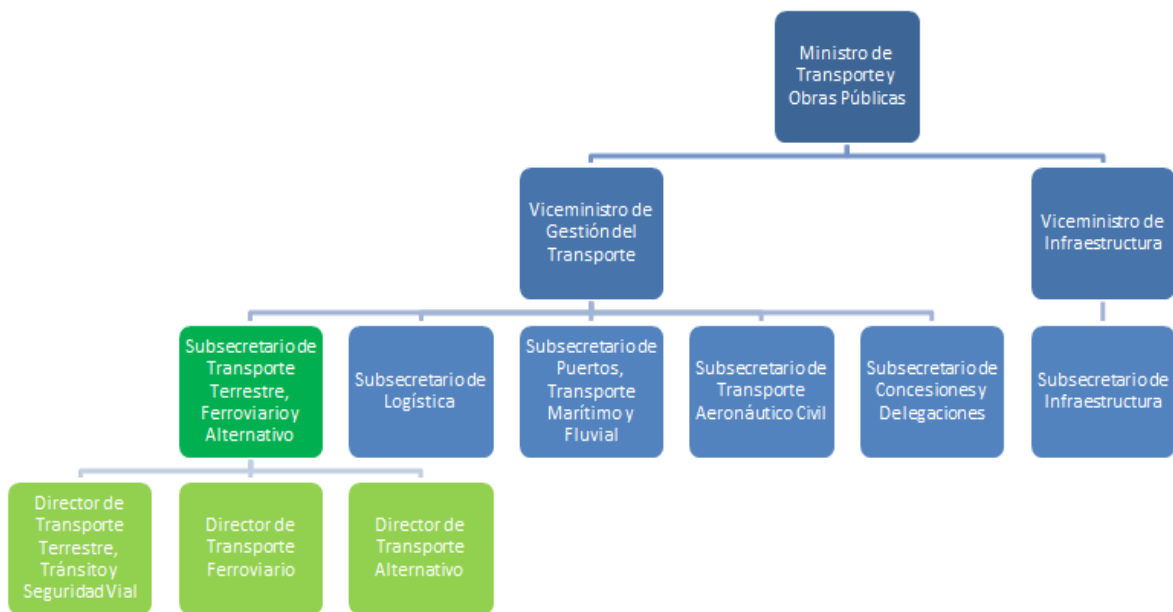 Ministro de
Transporte y
Obras Públicas
Viceministro de
Gestión del
Transporte
Viceministro de
Infraestructura
Subsecretario de
Transporte
Terrestre,
Ferroviario y
Alternativo
Subsecretario de
Logística
Subsecretario de
Puertos,
Transporte
Marítimo y
Fluvial
Subsecretario de
Transporte
Aeronáutico Civil
Subsecretario de
Concesiones y
Delegaciones
Subsecretario de
Infraestructura
Director de
Transporte
Terrestre,
Tránsito y
Seguridad Vial
Director de
Transporte
Ferroviario
Director de
Transporte
Alternativo